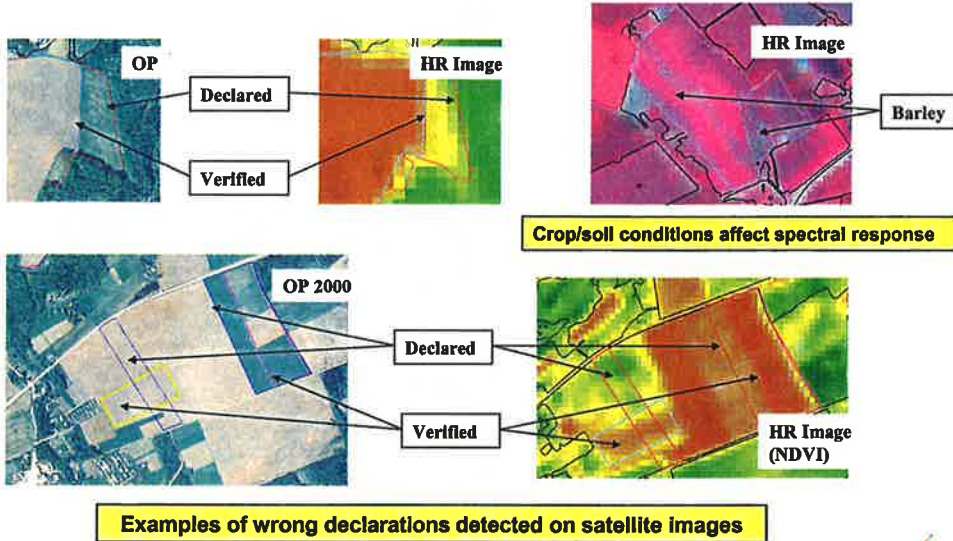 OP
HR Image
HR Image
Declared
Barley
Verified
Crop/soil conditions affect spectral response
OP 2000
Declared
Verified
HR Image
(NDVI)
Examples of wrong declarations detected on satellite images